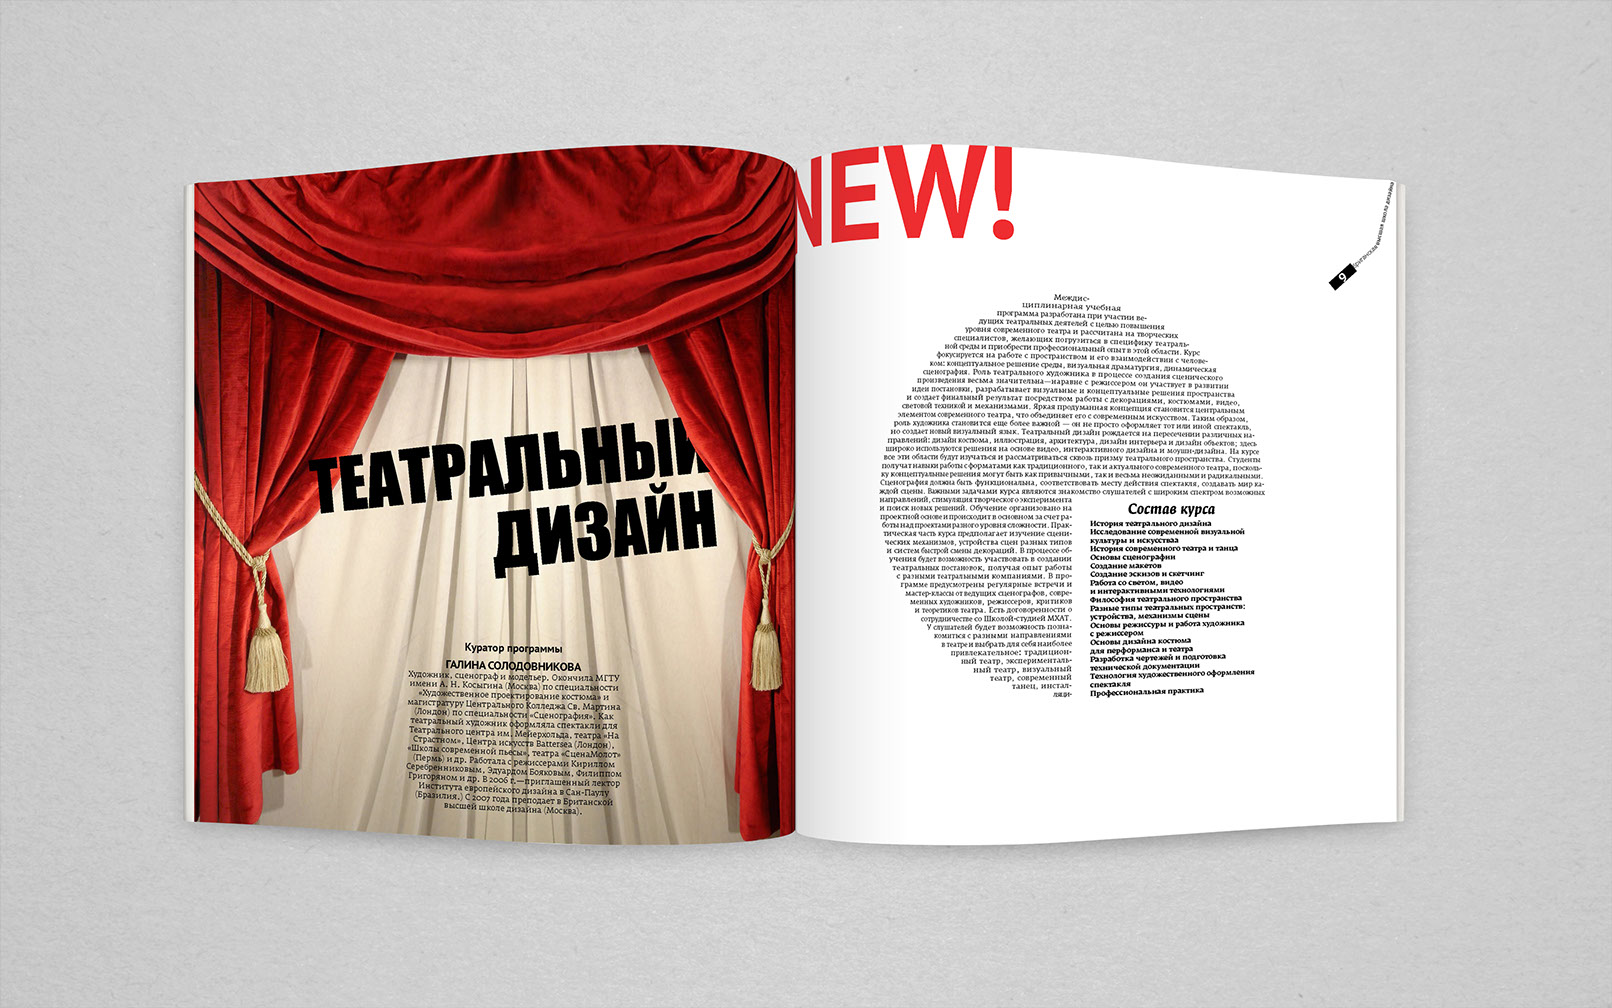 ТЕАТРАЛЬНЫЙ
ДИЗАЙН
Куратор программы
ГАЛИНА СОЛОДОВНИКОВА
Художник, сценограф и модельер. Окончила МГТУ
имени А. Н. Косыгина (Москва) по специальности
«Художественное проектирование костюма» и
магистратуру Центрального Колледжа Св. Мартина
(Лондон) по специальности «Сценография». Как
театральный художник оформляла спектакли для
Театрального центра им. Мейерхольда, театра «На
Страстном», Центра искусств Battersea (Лондон),
«Школы современной пьесы», театра «СценаМолот»
(Пермь) и др. Работала с режиссерами Кириллом
Серебренниковым, Эдуардом Бояковым, Филиппом
Григоряном и др. В 2006 г.—приглашенный лектор
Института европейского дизайна в Сан-Паулу
(Бразилия.) С 2007 года преподает в Британской
высшей школе дизайна (Москва).
NEW!
9
Британская высшая школа дизайна
Междис-
циплинарная учебная
программа разработана при участии ве-
дущих театральных деятелей с целью повышения
уровня современного театра и рассчитана на творческих
специалистов, желающих погрузиться в специфику театраль-
ной среды и приобрести профессиональный опыт в этой области. Курс
фокусируется на работе с пространством и его взаимодействии с челове-
ком: концептуальное решение среды, визуальная драматургия, динамическая
сценография. Роль театрального художника в процессе создания сценического
произведения весьма значительна—наравне с режиссером он участвует в развитии
идеи постановки, разрабатывает визуальные и концептуальные решения пространства
и создает финальный результат посредством работы с декорациями, костюмами, видео,
световой техникой и механизмами. Яркая продуманная концепция становится центральным
элементом современного театра, что объединяет его с современным искусством. Таким образом,
роль художника становится еще более важной — он не просто оформляет тот или иной спектакль,
но создает новый визуальный язык. Театральный дизайн рождается на пересечении различных на-
правлений: дизайн костюма, иллюстрация, архитектура, дизайн интерьера и дизайн объектов; здесь
широко используются решения на основе видео, интерактивного дизайна и моушн-дизайна. На курсе
все эти области будут изучаться и рассматриваться сквозь призму театрального пространства. Студенты
получат навыки работы с форматами как традиционного, так и актуального современного театра, посколь-
ку концептуальные решения могут быть как привычными, так и весьма неожиданными и радикальными.
Сценография должна быть функциональна, соответствовать месту действия спектакля, создавать мир ка-
ждой сцены. Важными задачами курса являются знакомство слушателей с широким спектром возможных
направлений, стимуляция творческого эксперимента
и поиск новых решений. Обучение организовано на
проектной основе и происходит в основном за счет ра-
боты над проектами разного уровня сложности. Прак-
тическая часть курса предполагает изучение сцени-
ческих механизмов, устройства сцен разных типов
и систем быстрой смены декораций. В процессе об-
учения будет возможность участвовать в создании
театральных постановок, получая опыт работы
с разными театральными компаниями. В про-
грамме предусмотрены регулярные встречи и
мастер-классы от ведущих сценографов, совре-
менных художников, режиссеров, критиков
и теоретиков театра. Есть договоренности о
сотрудничестве со Школой-студией МХАТ.
У слушателей будет возможность позна-
комиться с разными направлениями
в театре и выбрать для себя наиболее
привлекательное: традицион-
ный театр, эксперименталь-
ный театр, визуальный
театр, современный
танец, инстал-
ляци-
Состав курса
История театрального дизайна
Исследование современной визуальной
культуры и искусстваа
История современного театра и танца
Основы сценографии
Создание макетов
Создание эскизов и скетчинг
Работа со светом, видео
и интерактивными технологиями
Философия театрального пространства
Разные типы театральных пространств:
устройства, механизмы сцены
Основы режиссуры и работа художника
с режиссером
Основы дизайна костюма
для перформанса и театра
Разработка чертежей и подготовка
технической документации
Технология художественного оформления
спектакля
Профессиональная практика